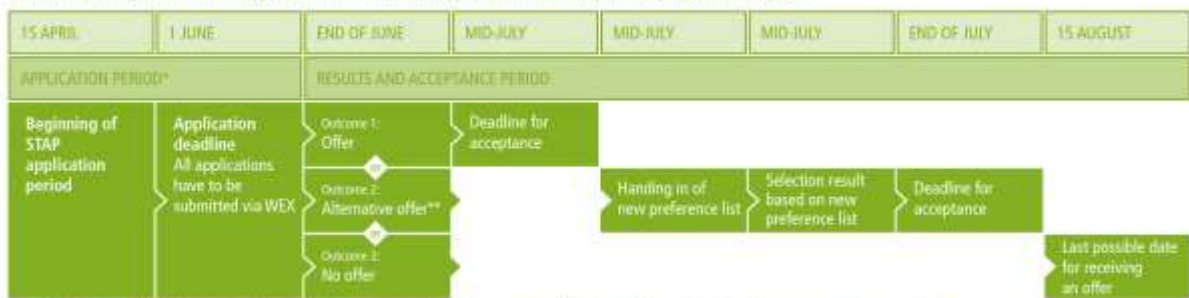 15 APRIL
1 JUNE
END OF JUNE
MID-JULY
MID-JULY
MID-JULY
END OF JULY
15 AUGUST
APPLICATION PERIOD*
RESULTS AND ACCEPTANCE PERIOD
Beginning of
STAP
application
period
Application
deadline
All applications
have to be
submitted via WEX
Outcome 1:
Offer
or
Outcome 2:
Alternative offer**
or
Outcome 3:
No offer
Deadline for
acceptance
Handing in of
new preference list
Selection result
based on new
preference list
Deadline for
acceptance
Last possible date
for receiving
an offer